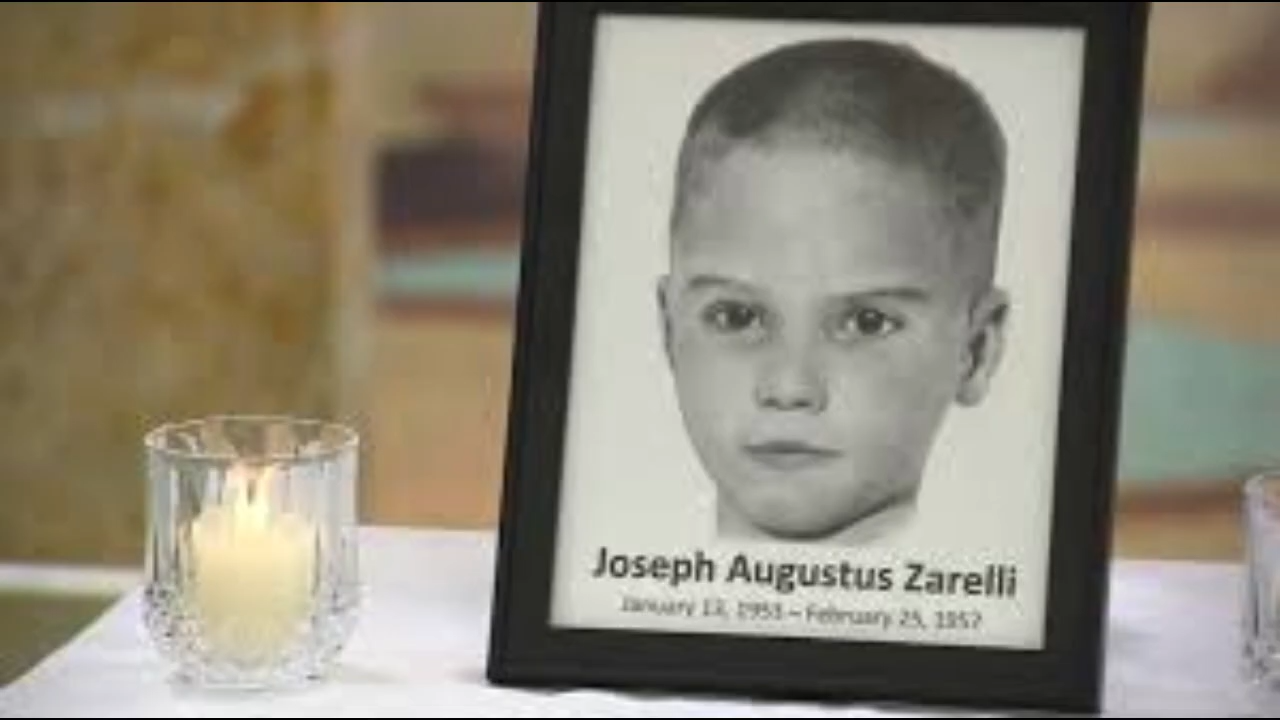 Joseph Augustus Zarelli
January 13, 1953 – February 25, 1957